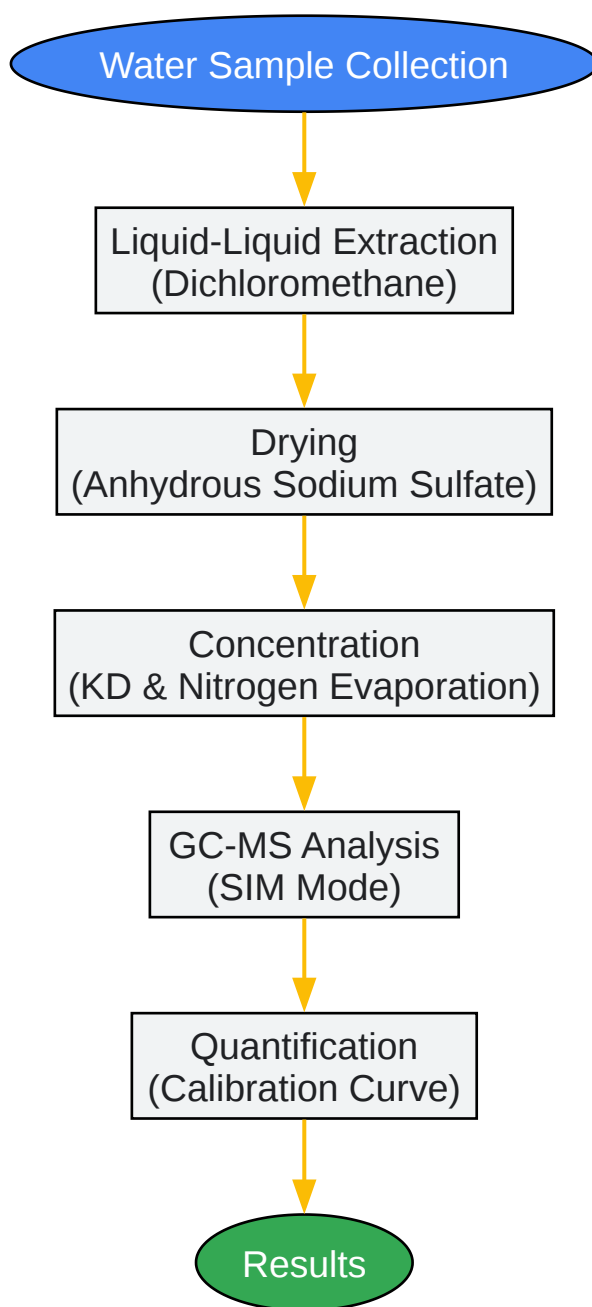 Water Sample Collection
Liquid-Liquid Extraction
(Dichloromethane)
Drying
(Anhydrous Sodium Sulfate)
Concentration
(KD & Nitrogen Evaporation)
GC-MS Analysis
(SIM Mode)
Quantification
(Calibration Curve)
Results